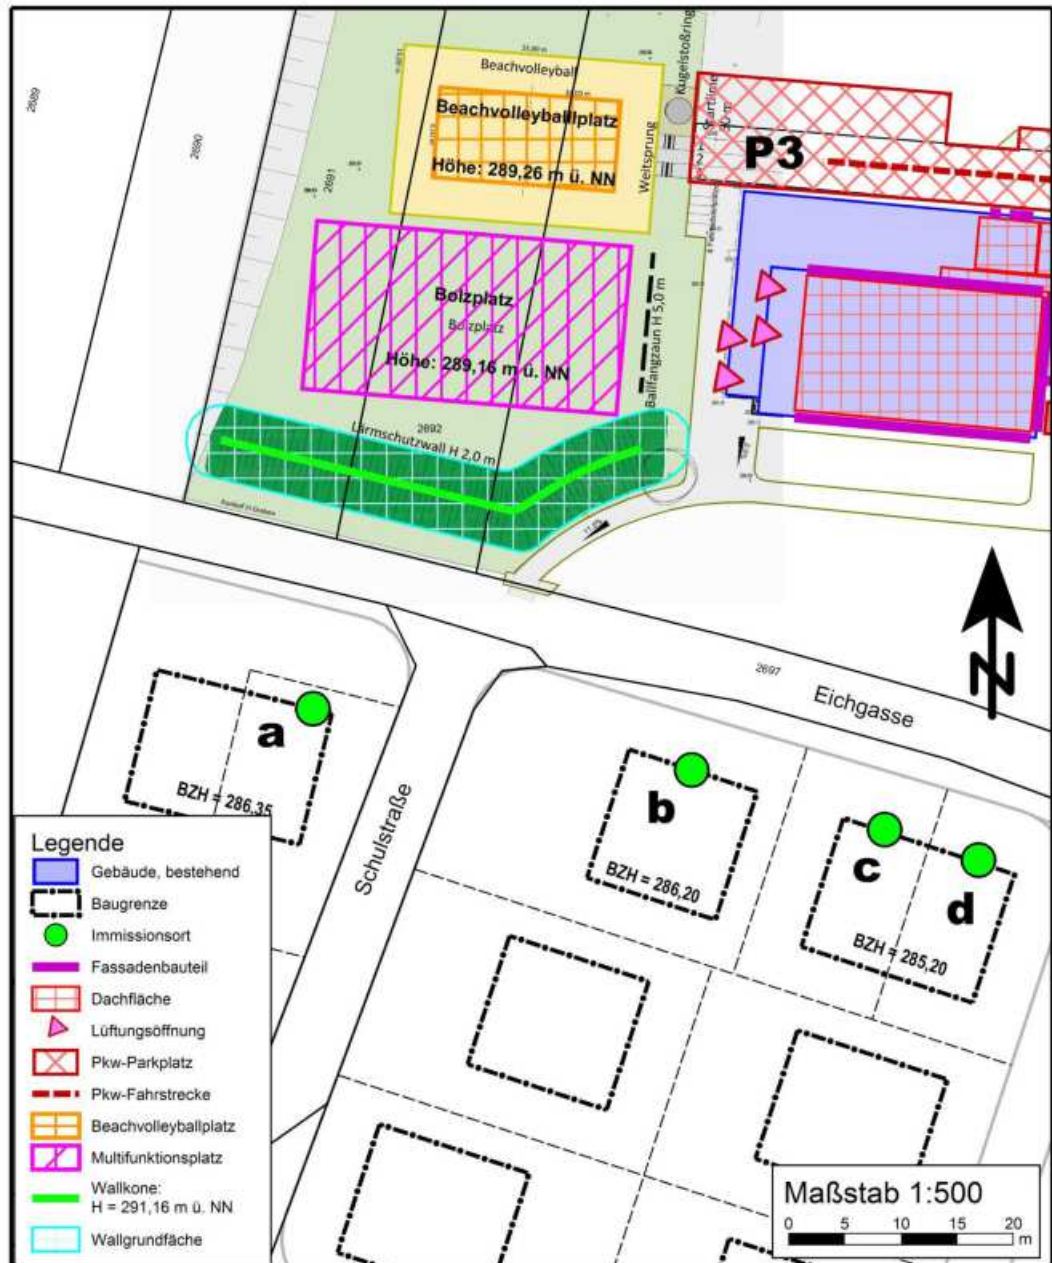 2689
2690
2691
Beachvolleyball
Beachvolleyballplatz
Höhe: 289,26 m ü. NN
Kugelstoßring
Weitsprung
Startlinie
P3
Bolzplatz
Bolzplatz
Höhe: 289,16 m ü. NN
Ballfangzaun H 5,0 m
2692
Lärmschutzwall H 2,0 m
2697
Eichgasse
N
a
BZH = 286,35
Schulstraße
b
BZH = 286,20
c
d
BZH = 285,20
Legende
Gebäude, bestehend
Baugrenze
Immissionsort
Fassadenbauteil
Dachfläche
Lüftungsöffnung
Pkw-Parkplatz
Pkw-Fahrstrecke
Beachvolleyballplatz
Multifunktionsplatz
Wallkone:
H = 291,16 m ü. NN
Wallgrundfäche
Maßstab 1:500
0 5 10 15 20
m